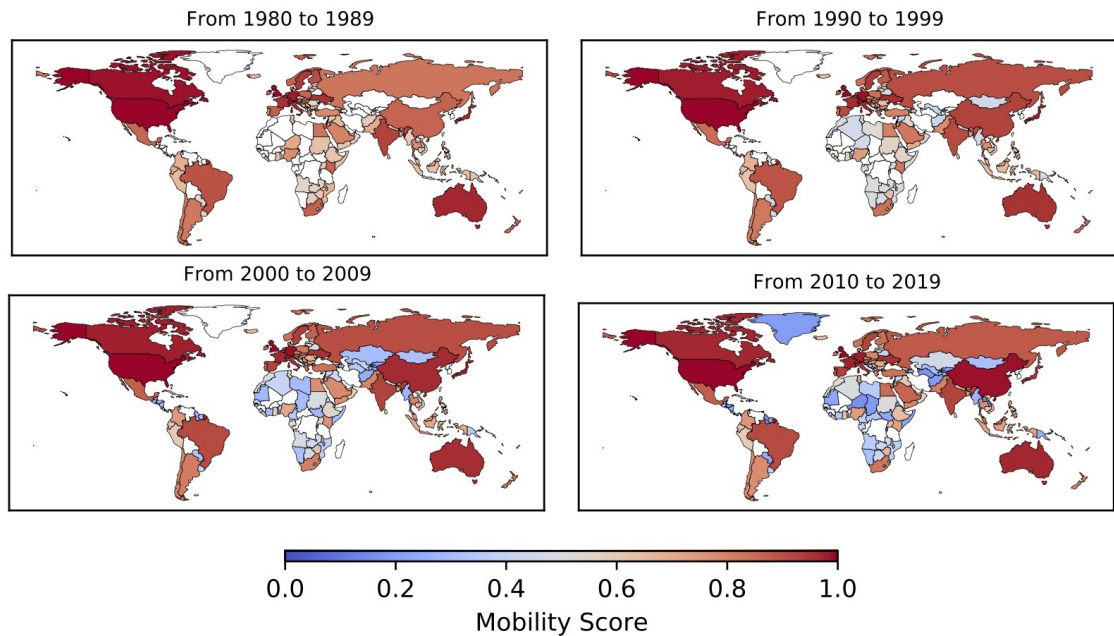 From 1980 to 1989
From 1990 to 1999
From 2000 to 2009
From 2010 to 2019
0.0 0.2 0.4 0.6 0.8 1.0
Mobility Score